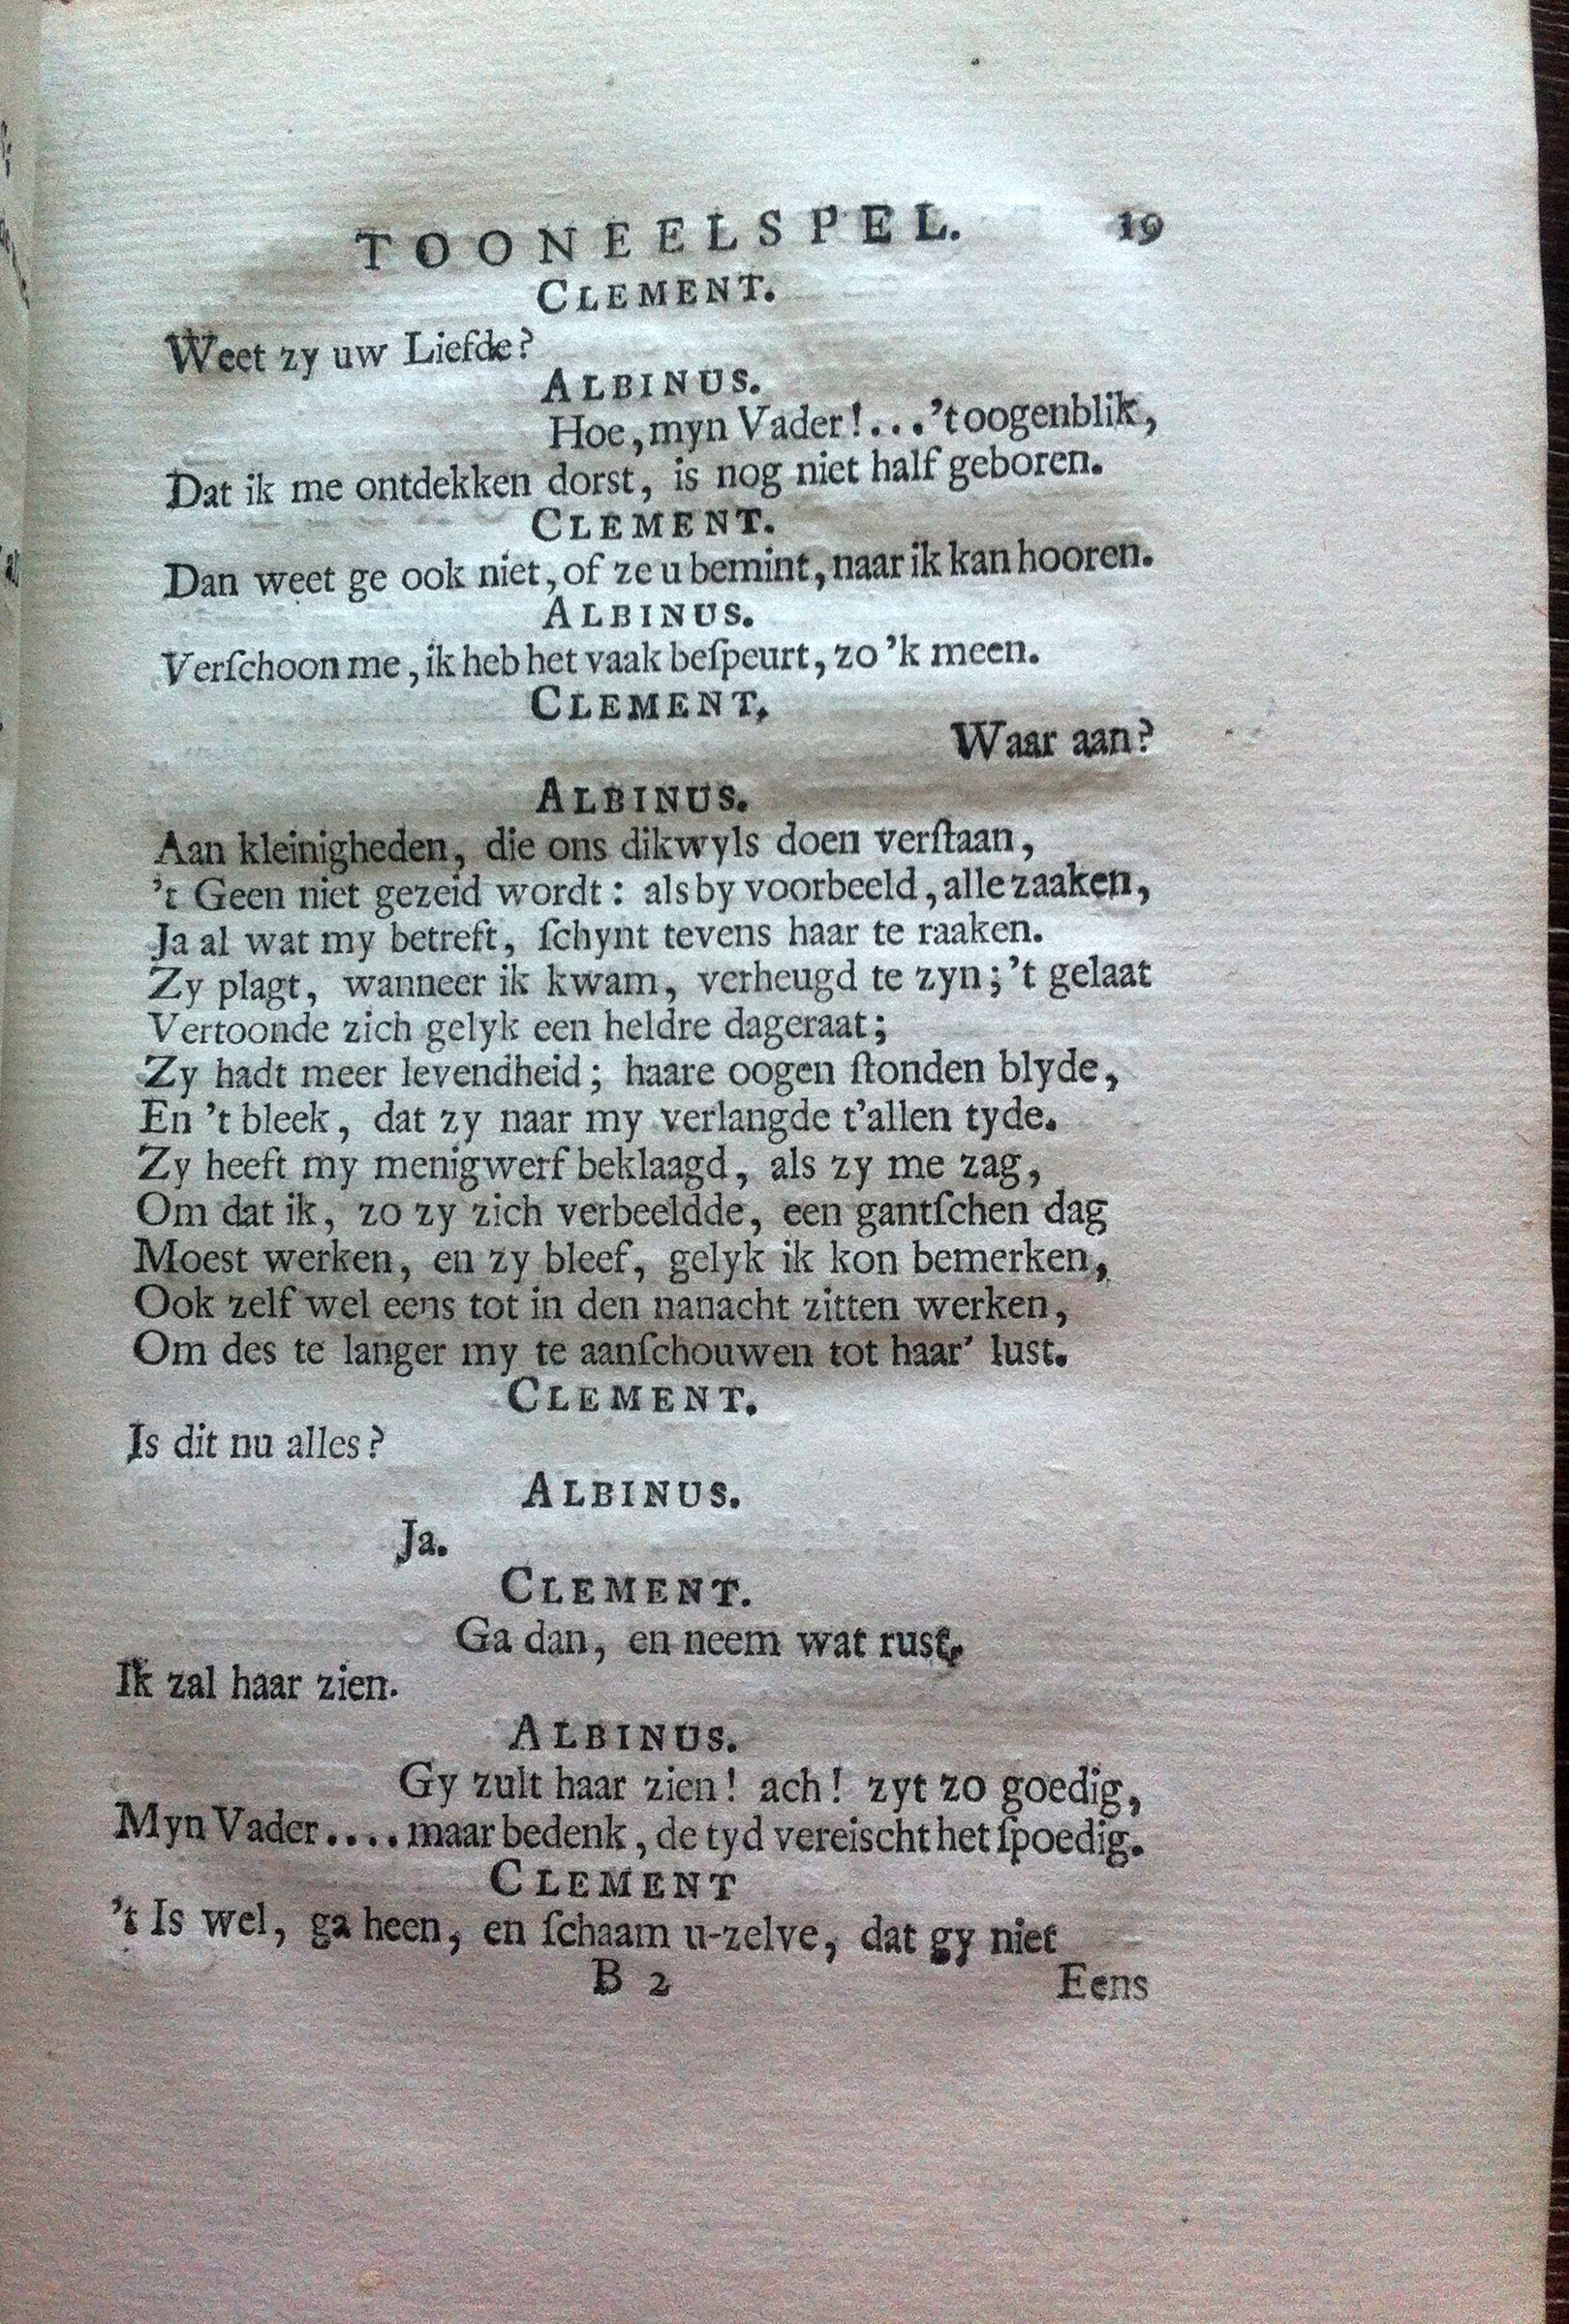 TOONEELSPEL. 19
CLEMENT.
Weet zy uw Liefde?
ALBINUS.
Hoe, myn Vader!...'t oogenblik,
Dat ik me ontdekken dorst, is nog niet half geboren.
CLEMENT.
Dan weet ge ook niet, of ze u bemint, naar ik kan hooren.
ALBINUS.
Verſchoon me, ik heb het vaak beſpeurt, zo 'k meen.
CLEMENT.
Waar aan?
ALBINUS.
Aan kleinigheden, die ons dikwyls doen verſtaan,
't Geen niet gezeid wordt: als by voorbeeld, alle zaaken,
Ja al wat my betreft, ſchynt tevens haar te raaken.
Zy plagt, wanneer ik kwam, verheugd te zyn; 't gelaat
Vertoonde zich gelyk een heldre dageraat;
Zy hadt meer levendheid; haare oogen ſtonden blyde,
En 't bleek, dat zy naar my verlangde t'allen tyde.
Zy heeft my menigwerf beklaagd, als zy me zag,
Om dat ik, zo zy zich verbeeldde, een gantſchen dag
Moest werken, en zy bleef, gelyk ik kon bemerken,
Ook zelf wel eens tot in den nanacht zitten werken,
Om des te langer my te aanſchouwen tot haar' lust.
CLEMENT.
Is dit nu alles?
ALBINUS.
Ja.
CLEMENT.
Ga dan, en neem wat rust.
Ik zal haar zien.
ALBINUS.
Gy zult haar zien! ach! zyt zo goedig,
Myn Vader.... maar bedenk, de tyd vereischt het ſpoedig.
CLEMENT
't Is wel, ga heen, en ſchaam u-zelve, dat gy niet
B 2 Eens